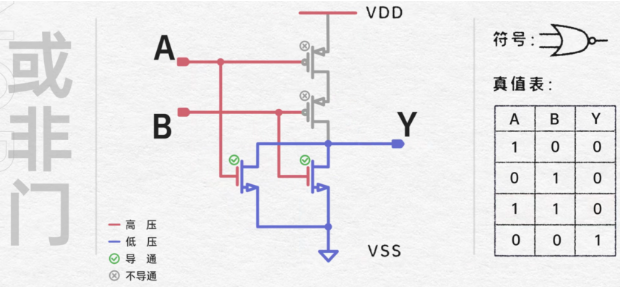 或非门
VDD
A
B
Y
VSS
高 压
低 压
导 通
不导通
符号:
真值表:
A B Y
1 0 0
0 1 0
1 1 0
0 0 1